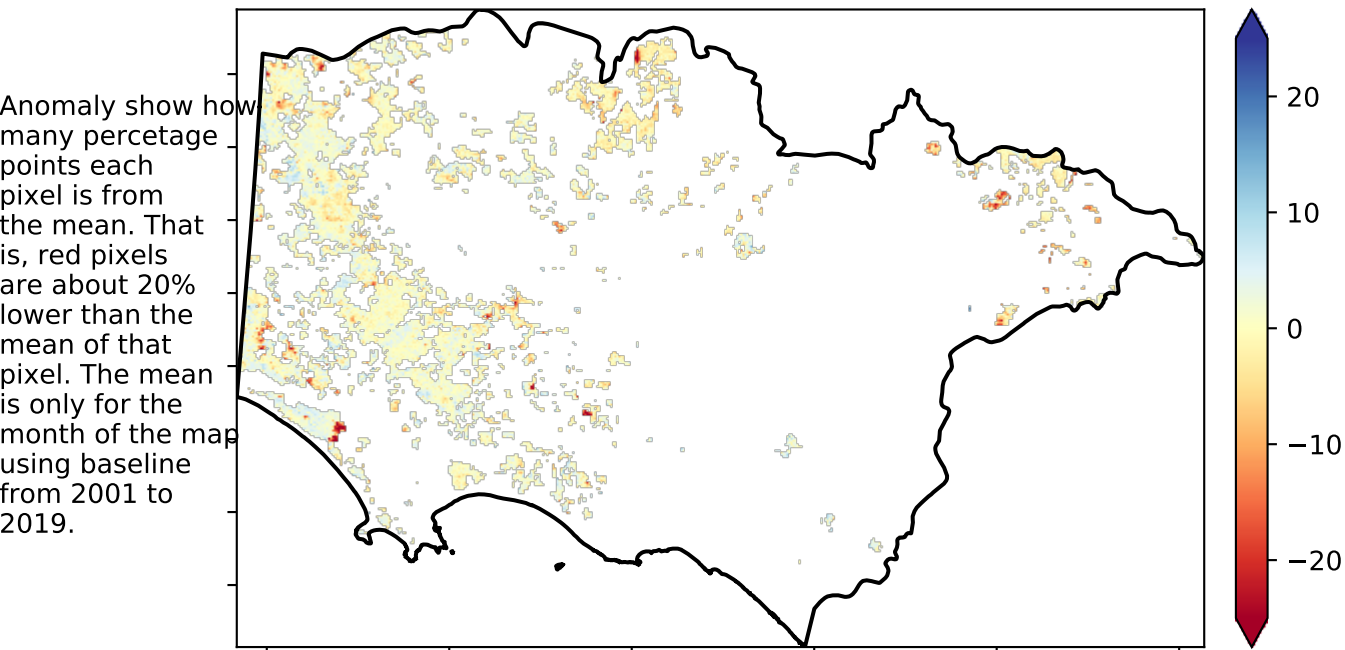 Anomaly show how
many percetage
points each
pixel is from
the mean. That
is, red pixels
are about 20%
lower than the
mean of that
pixel. The mean
is only for the
month of the map
using baseline
from 2001 to
2019.
20
10
0
−10
−20